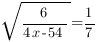 √(6/(4x-54)) = 1/7